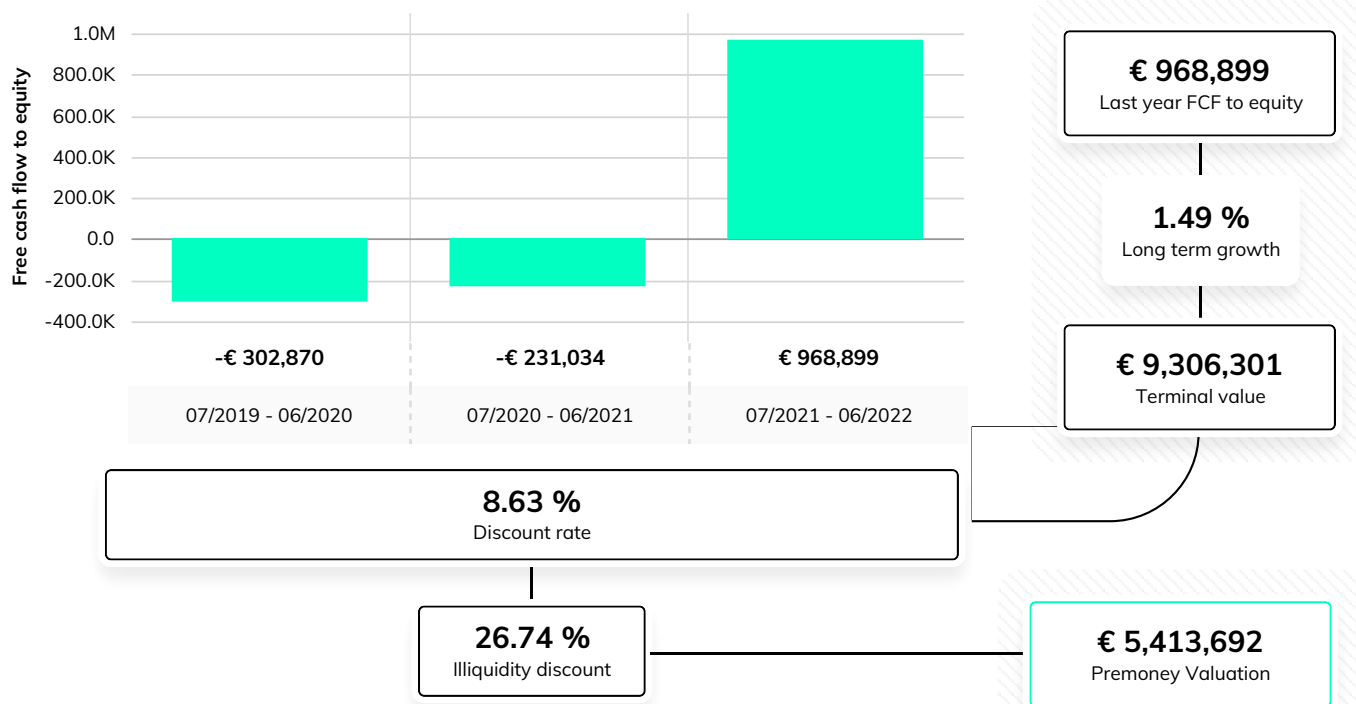 Free cash flow to equity
1.0M
800.0K
600.0K
400.0K
200.0K
0.0
-200.0K
-400.0K
-€ 302,870
-€ 231,034
€ 968,899
07/2019 - 06/2020
07/2020 - 06/2021
07/2021 - 06/2022
€ 968,899
Last year FCF to equity
1.49 %
Long term growth
€ 9,306,301
Terminal value
8.63 %
Discount rate
26.74 %
Illiquidity discount
€ 5,413,692
Premoney Valuation